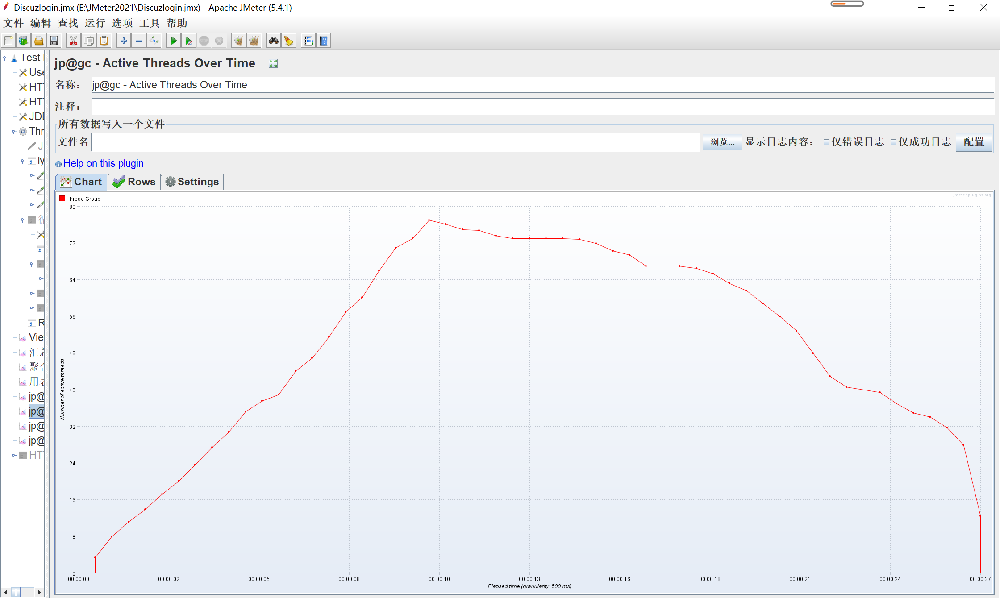 Discuzlogin.jmx (E:\JMeter2021\Discuzlogin.jmx) - Apache JMeter (5.4.1)
文件 编辑 查找 运行 选项 工具 帮助
Test
Use
HT
HT
JDE
Thr
J
ly
循
R
Vie
汇总
聚合
用表
jp@
jp@
jp@
jp@
HT
jp@gc - Active Threads Over Time
名称： jp@gc - Active Threads Over Time
注释：
所有数据写入一个文件
文件名 浏览... 显示日志内容： 仅错误日志 仅成功日志 配置
Help on this plugin
Chart Rows Settings
Thread Group
jmeter-plugins.org
80
72
64
56
48
40
32
24
16
8
0
Number of active threads
00:00:00 00:00:02 00:00:05 00:00:08 00:00:10 00:00:13 00:00:16 00:00:18 00:00:21 00:00:24 00:00:27
Elapsed time (granularity: 500 ms)